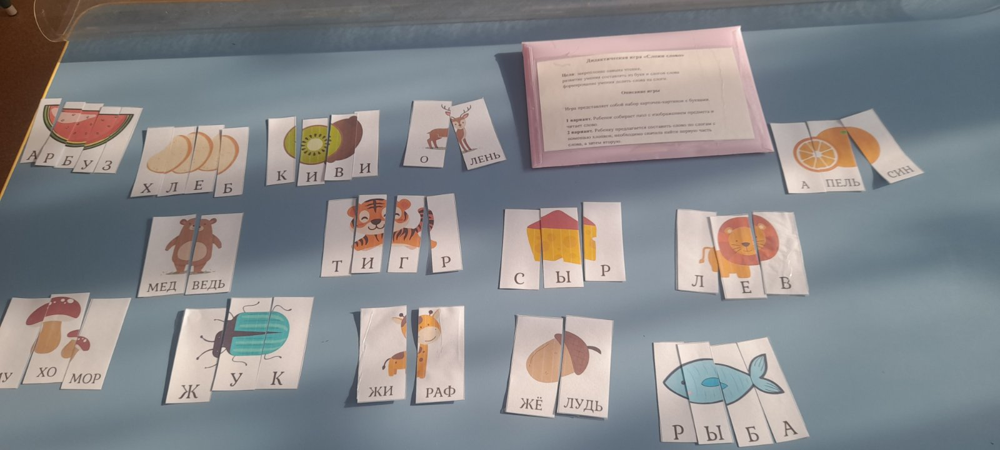 Дидактическая игра «Сложи слово»
Цели: закрепление навыка чтения,
развитие умения составлять из букв и слогов слова
формирование умения делить слова на слоги.
Описание игры
Игра представляет собой набор карточек-картинок с буквами.
1 вариант. Ребенок собирает пазл с изображением предмета и
читает слово
2 вариант. Ребенку предлагается составить слово по слогам с
помощью хлопков, необходимо сначала найти первую часть
слова, а затем вторую.
А Р Б У З
Х Л Е Б
К И В И
О ЛЕНЬ
А ПЕЛЬ СИН
МЕД ВЕДЬ
Т И Г Р
С Ы Р
Л Е В
ХО МОР
Ж У К
ЖИ РАФ
ЖЁ ЛУДЬ
Р Ы Б А